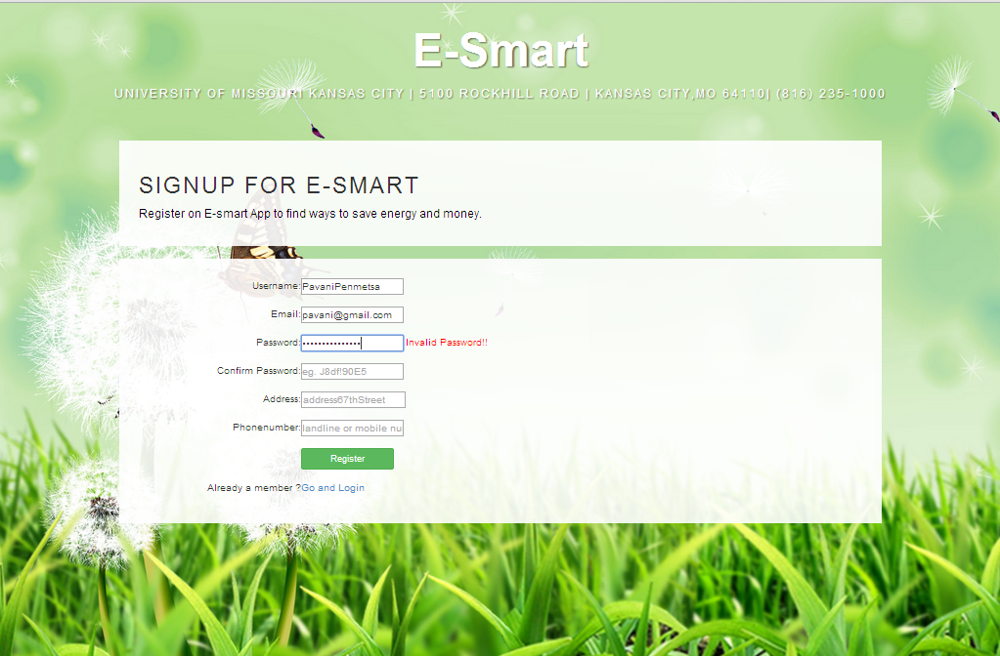 E-Smart
UNIVERSITY OF MISSOURI KANSAS CITY | 5100 ROCKHILL ROAD | KANSAS CITY,MO 64110| (816) 235-1000
SIGNUP FOR E-SMART
Register on E-smart App to find ways to save energy and money.
Username: PavaniPenmetsa
Email: pavani@gmail.com
Password: ••••••••••••••• Invalid Password!!
Confirm Password: eg. J8df!90E5
Address: address67thStreet
Phonenumber: landline or mobile nu
Register
Already a member ?Go and Login